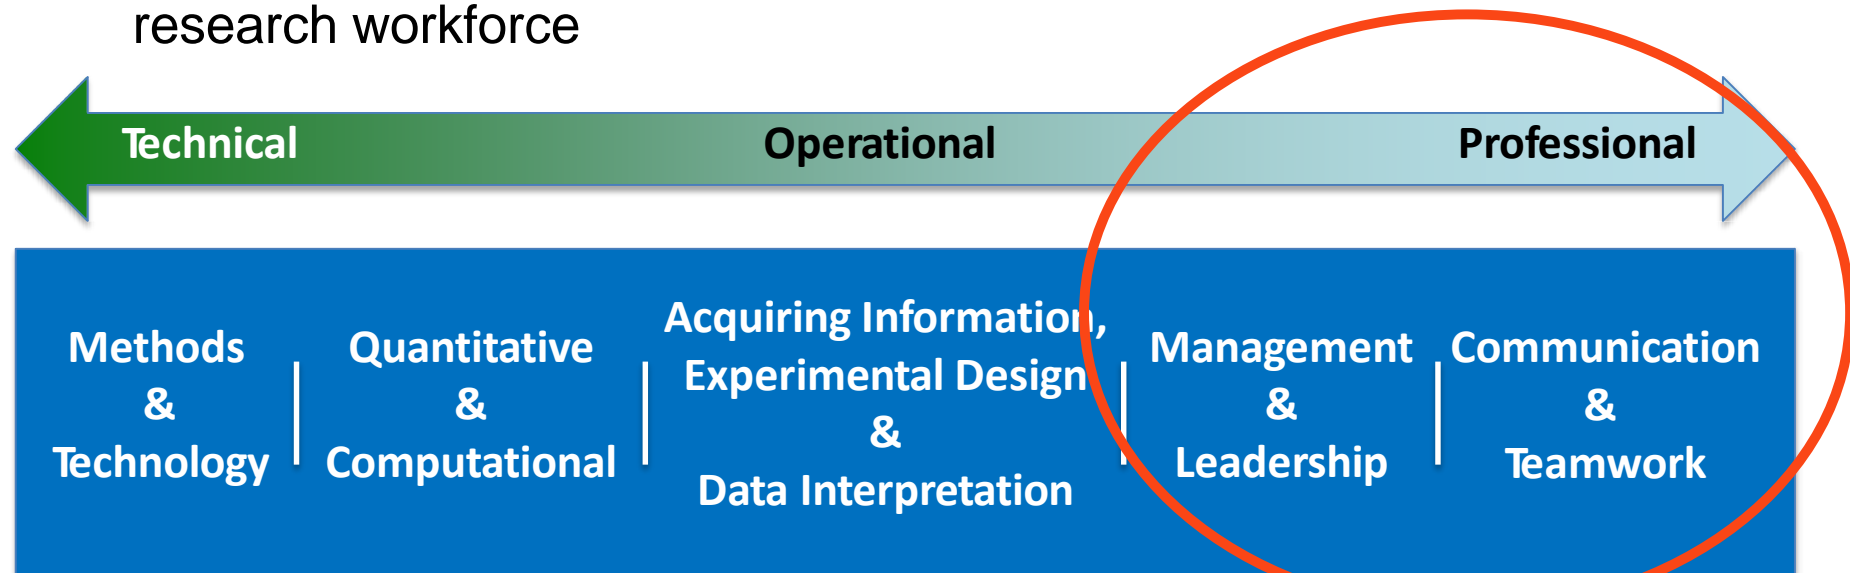 research workforce
Technical Operational Professional
Methods
&
Technology
Quantitative
&
Computational
Acquiring Information,
Experimental Design
&
Data Interpretation
Management
&
Leadership
Communication
&
Teamwork